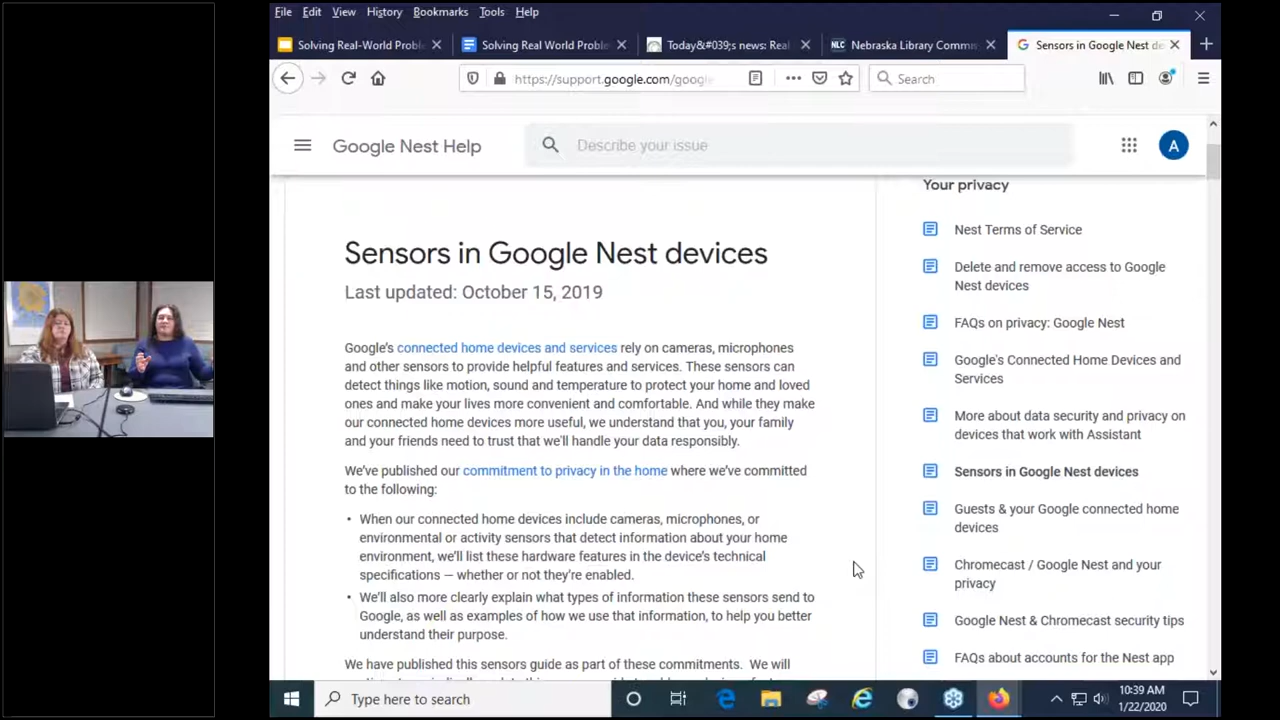 File Edit View History Bookmarks Tools Help
Solving Real-World Probl
Solving Real World Proble
Today&#039;s news: Real
NLC Nebraska Library Commis
Sensors in Google Nest de
https://support.google.com/google
Search
Google Nest Help
Describe your issue
A
Sensors in Google Nest devices
Last updated: October 15, 2019
Google's connected home devices and services rely on cameras, microphones
and other sensors to provide helpful features and services. These sensors can
detect things like motion, sound and temperature to protect your home and loved
ones and make your lives more convenient and comfortable. And while they make
our connected home devices more useful, we understand that you, your family
and your friends need to trust that we'll handle your data responsibly.
We've published our commitment to privacy in the home where we've committed
to the following:
• When our connected home devices include cameras, microphones, or
environmental or activity sensors that detect information about your home
environment, we'll list these hardware features in the device's technical
specifications — whether or not they're enabled.
• We'll also more clearly explain what types of information these sensors send to
Google, as well as examples of how we use that information, to help you better
understand their purpose.
We have published this sensors guide as part of these commitments. We will
Your privacy
Nest Terms of Service
Delete and remove access to Google
Nest devices
FAQs on privacy: Google Nest
Google's Connected Home Devices and
Services
More about data security and privacy on
devices that work with Assistant
Sensors in Google Nest devices
Guests & your Google connected home
devices
Chromecast / Google Nest and your
privacy
Google Nest & Chromecast security tips
FAQs about accounts for the Nest app
Type here to search
10:39 AM
1/22/2020